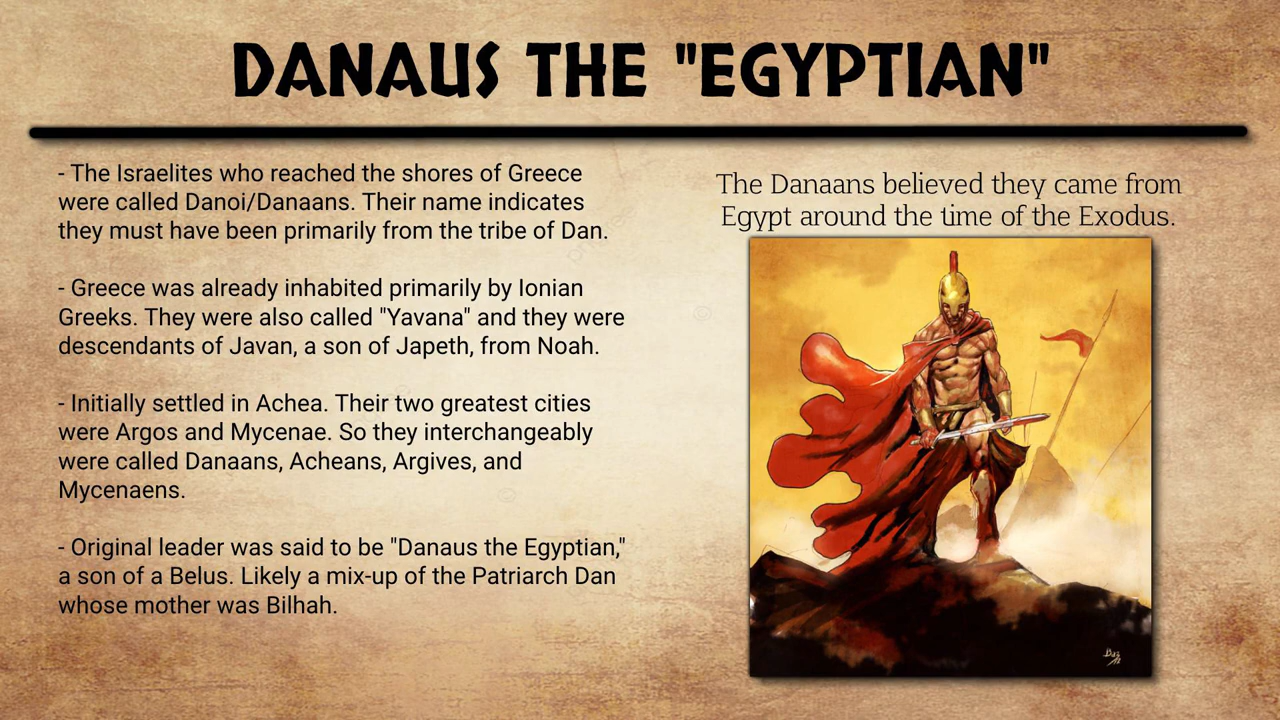 DANAUS THE "EGYPTIAN"
- The Israelites who reached the shores of Greece
were called Danoi/Danaans. Their name indicates
they must have been primarily from the tribe of Dan.
- Greece was already inhabited primarily by Ionian
Greeks. They were also called "Yavana" and they were
descendants of Javan, a son of Japeth, from Noah.
- Initially settled in Achea. Their two greatest cities
were Argos and Mycenae. So they interchangeably
were called Danaans, Acheans, Argives, and
Mycenaens.
- Original leader was said to be "Danaus the Egyptian,"
a son of a Belus. Likely a mix-up of the Patriarch Dan
whose mother was Bilhah.
The Danaans believed they came from
Egypt around the time of the Exodus.